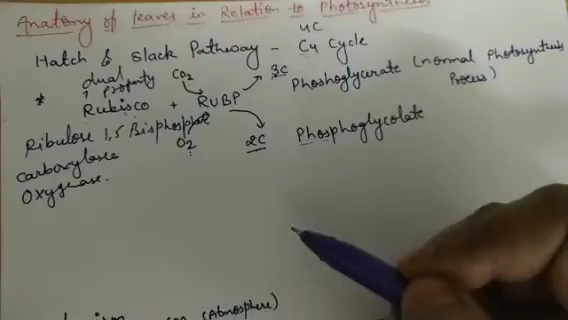 Anatomy of leaves in Relation to Photosynthesis
4C
Hatch & Slack Pathway - C4 Cycle
dual property CO2 3C Phoshoglycerate (normal Photosynthesis Process)
* Rubisco + RUBP
Ribulose 1,5 Bisphosphate O2 2C Phosphoglycolate
carboxylase
Oxygenase.
(Atmosphere)